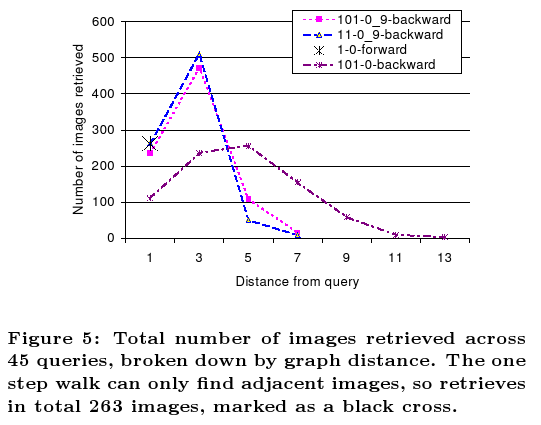 600
500
400
300
200
100
0
Number of images retrieved
101-0_9-backward
11-0_9-backward
1-0-forward
101-0-backward
1 3 5 7 9 11 13
Distance from query
Figure 5: Total number of images retrieved across
45 queries, broken down by graph distance. The one
step walk can only find adjacent images, so retrieves
in total 263 images, marked as a black cross.